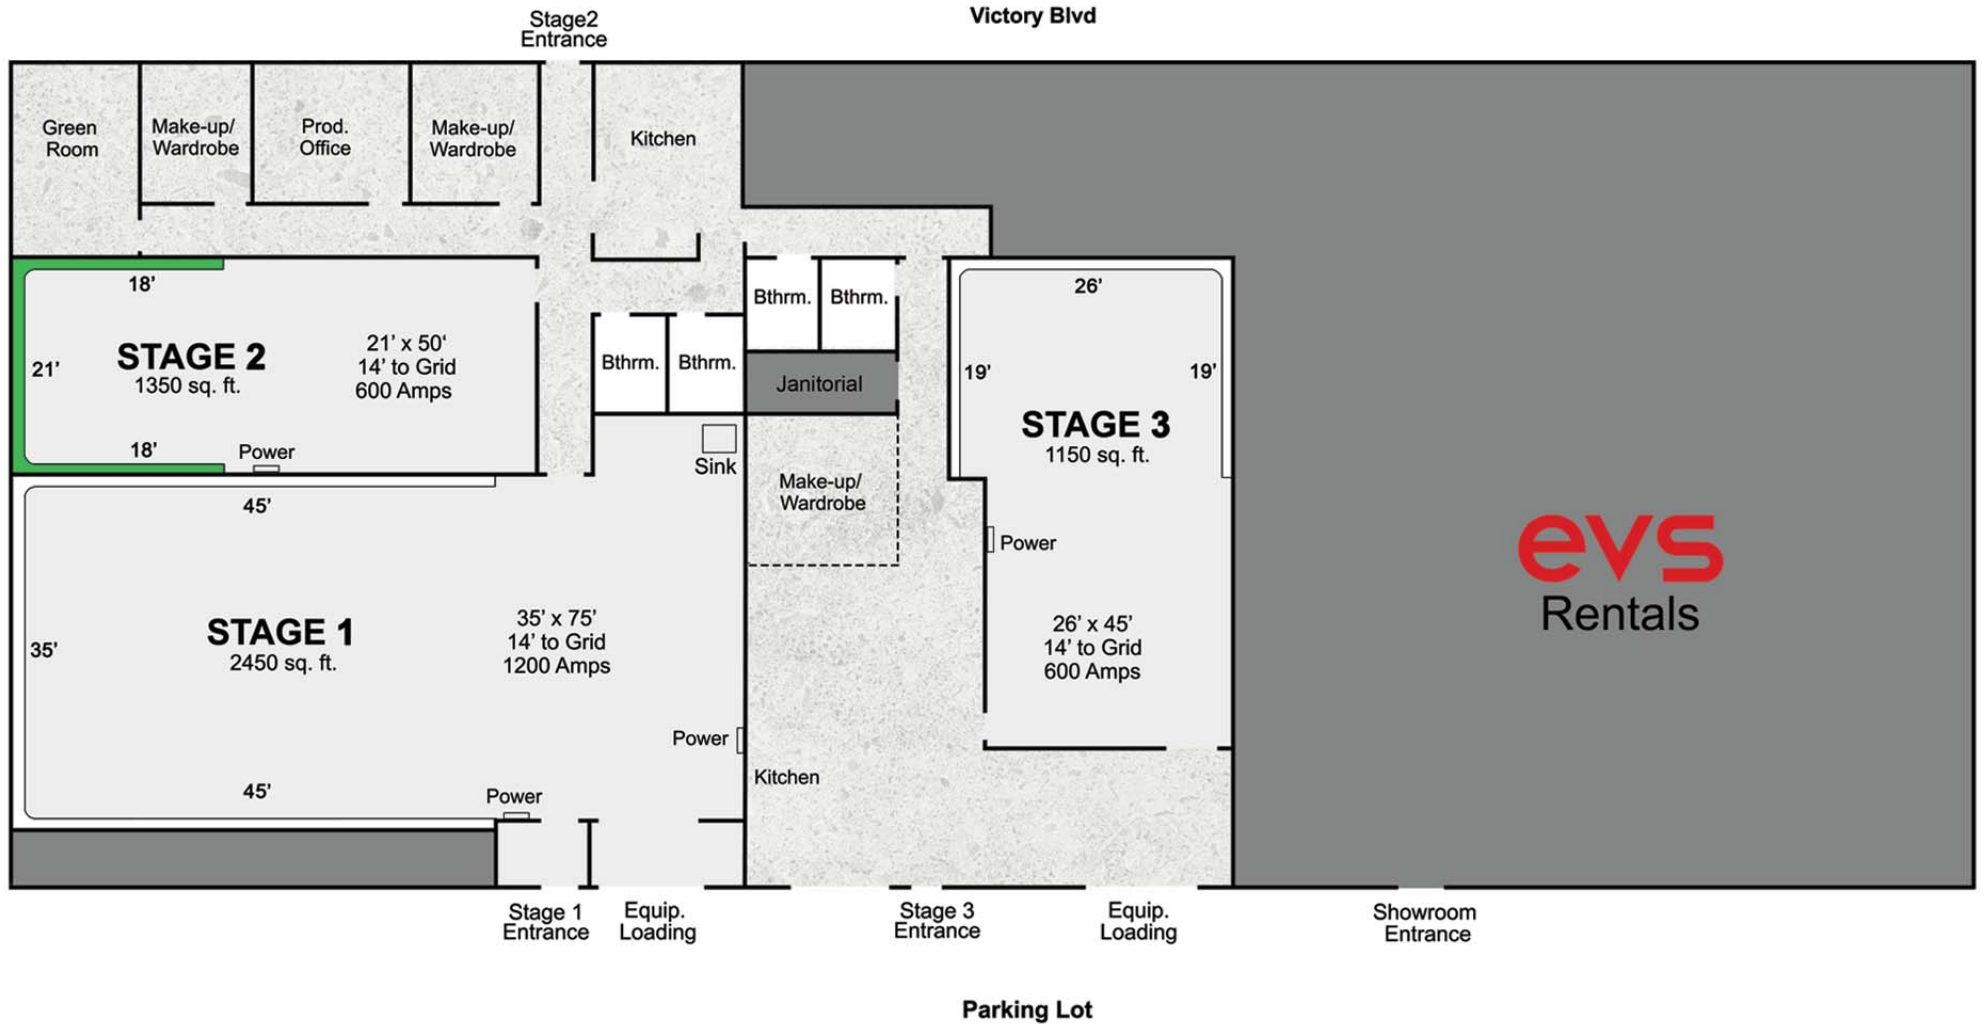 Victory Blvd
Stage2
Entrance
Green
Room
Make-up/
Wardrobe
Prod.
Office
Make-up/
Wardrobe
Kitchen
18’
21’
STAGE 2
1350 sq. ft.
21’ x 50‘
14’ to Grid
600 Amps
18’
Power
Bthrm.
Bthrm.
Bthrm.
Bthrm.
Janitorial
Sink
Make-up/
Wardrobe
26’
19’
19’
STAGE 3
1150 sq. ft.
Power
26’ x 45’
14’ to Grid
600 Amps
45’
35’
STAGE 1
2450 sq. ft.
35’ x 75’
14’ to Grid
1200 Amps
45’
Power
Power
Kitchen
evs
Rentals
Stage 1
Entrance
Equip.
Loading
Stage 3
Entrance
Equip.
Loading
Showroom
Entrance
Parking Lot